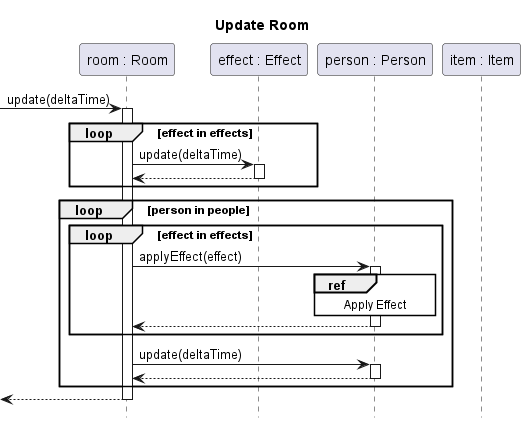 Update Room
room : Room
effect : Effect
person : Person
item : Item
update(deltaTime)
loop
[effect in effects]
update(deltaTime)
loop
[person in people]
loop
[effect in effects]
applyEffect(effect)
ref
Apply Effect
update(deltaTime)